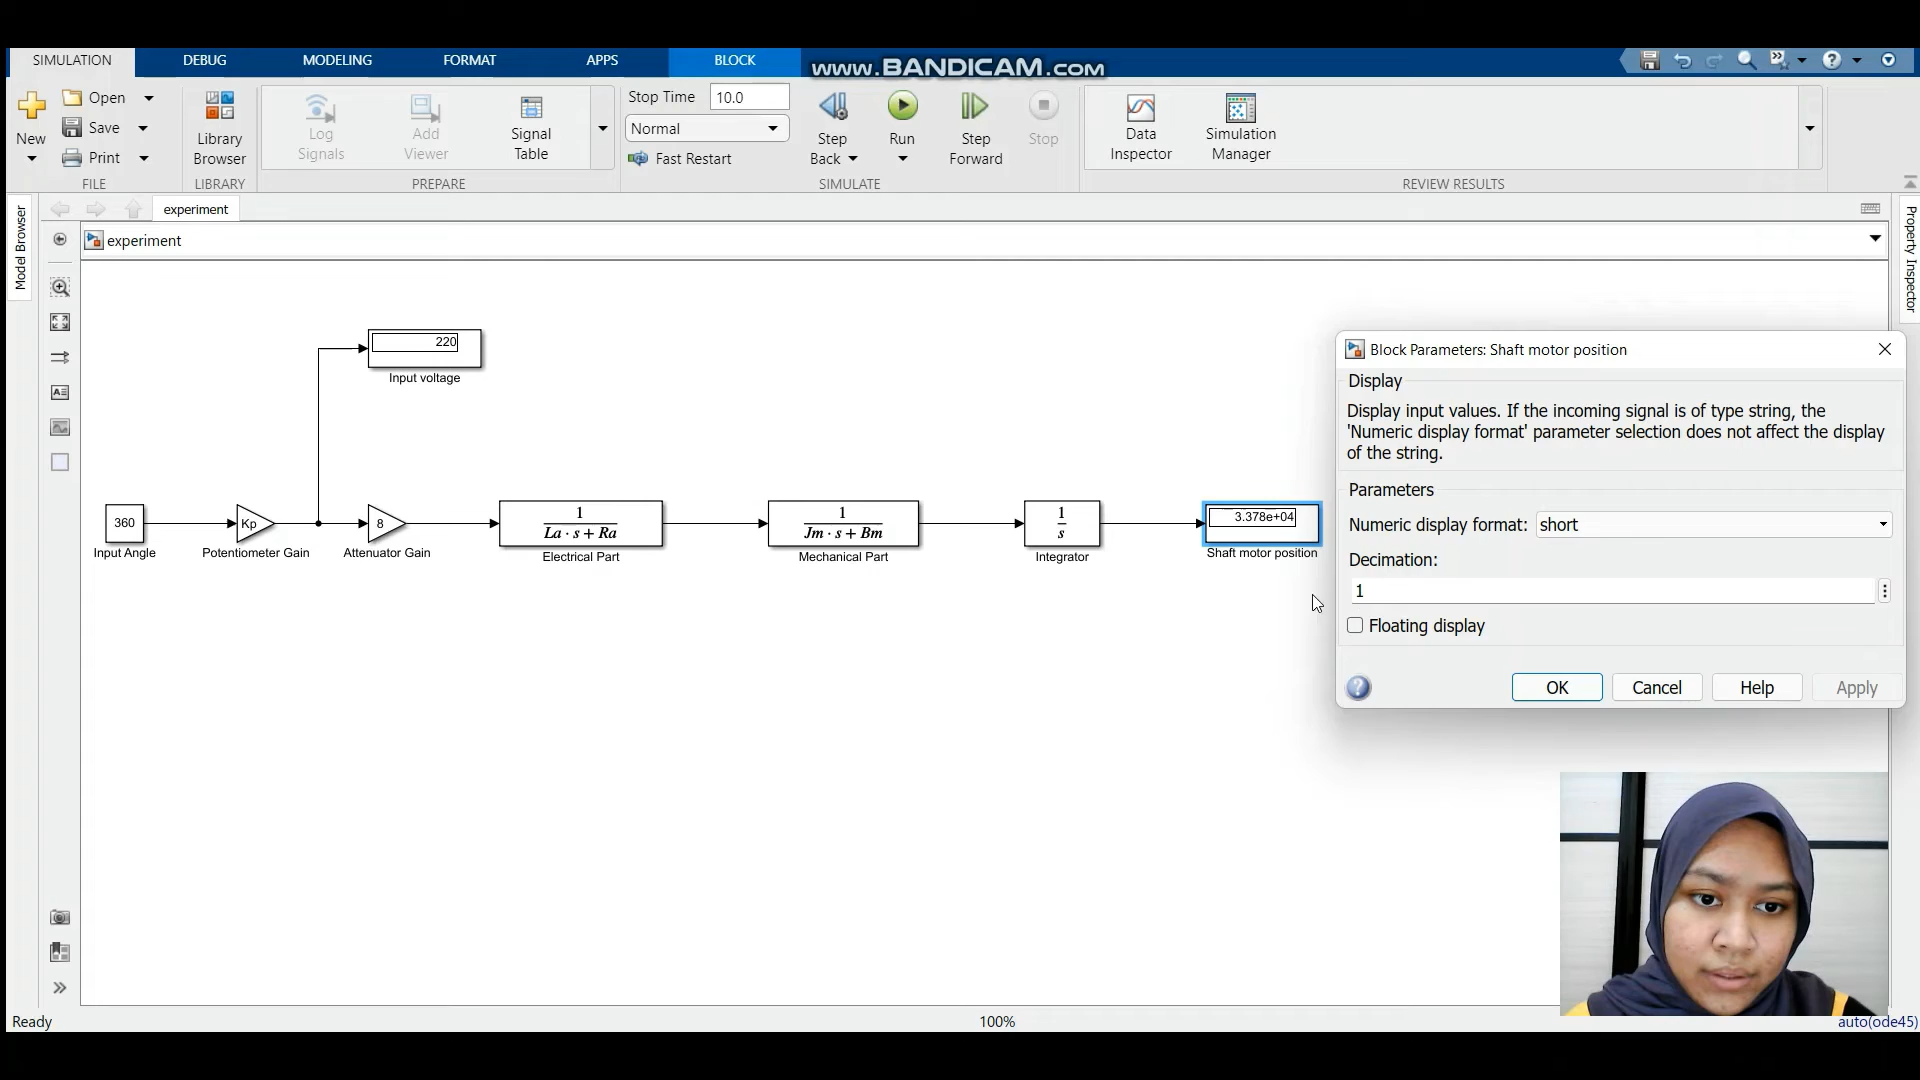 SIMULATION DEBUG MODELING FORMAT APPS BLOCK
www.BANDICAM.com
New
Open
Save
Print
FILE
Library
Browser
LIBRARY
Log
Signals
Add
Viewer
Signal
Table
PREPARE
Stop Time 10.0
Normal
Fast Restart
Step
Back
Run
Step
Forward
Stop
SIMULATE
Data
Inspector
Simulation
Manager
REVIEW RESULTS
Model Browser
experiment
experiment
Property Inspector
220
Input voltage
360
Input Angle
Kp
Potentiometer Gain
8
Attenuator Gain
1
La · s + Ra
Electrical Part
1
Jm · s + Bm
Mechanical Part
1
s
Integrator
3.378e+04
Shaft motor position
Block Parameters: Shaft motor position
Display
Display input values. If the incoming signal is of type string, the
'Numeric display format' parameter selection does not affect the display
of the string.
Parameters
Numeric display format: short
Decimation:
1
Floating display
OK Cancel Help Apply
Ready
100%
auto(ode45)